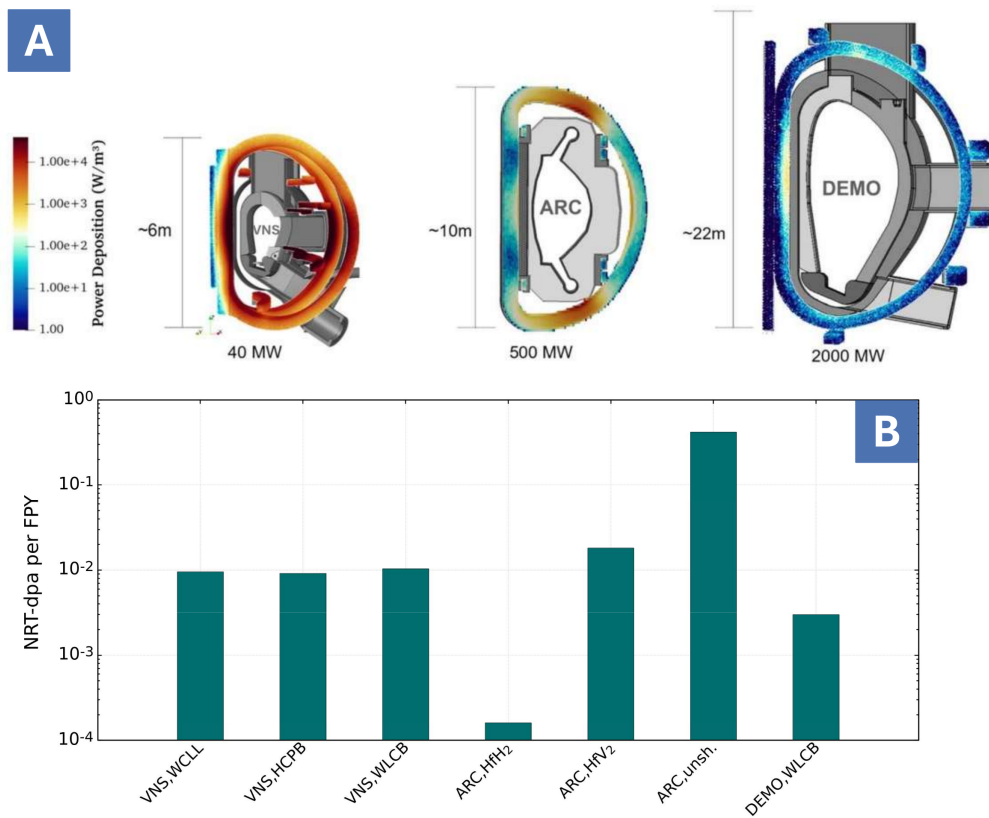 A
Power Deposition (W/m³)
1.00e+4
1.00e+3
1.00e+2
1.00e+1
1.00
~6m
VNS
40 MW
~10m
ARC
500 MW
~22m
DEMO
2000 MW
B
NRT-dpa per FPY
10⁰
10⁻¹
10⁻²
10⁻³
10⁻⁴
VNS,WCLL
VNS,HCPB
VNS,WLCB
ARC,HfH₂
ARC,HfV₂
ARC,unsh.
DEMO,WLCB